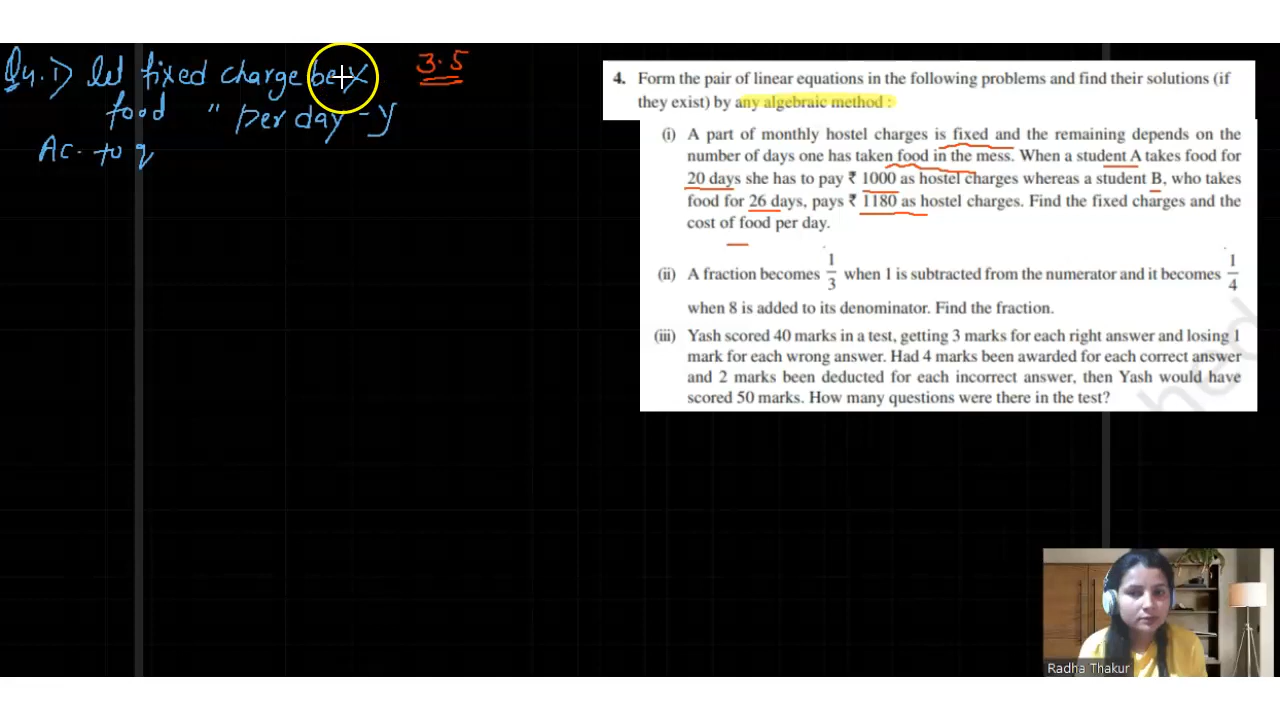 Qu.1) let fixed charge be x
3.5
food " per day - y
Ac. to q
4. Form the pair of linear equations in the following problems and find their solutions (if
they exist) by any algebraic method :
(i) A part of monthly hostel charges is fixed and the remaining depends on the
number of days one has taken food in the mess. When a student A takes food for
20 days she has to pay ₹ 1000 as hostel charges whereas a student B, who takes
food for 26 days, pays ₹ 1180 as hostel charges. Find the fixed charges and the
cost of food per day.
(ii) A fraction becomes 1/3 when 1 is subtracted from the numerator and it becomes 1/4
when 8 is added to its denominator. Find the fraction.
(iii) Yash scored 40 marks in a test, getting 3 marks for each right answer and losing 1
mark for each wrong answer. Had 4 marks been awarded for each correct answer
and 2 marks been deducted for each incorrect answer, then Yash would have
scored 50 marks. How many questions were there in the test?
hed
Radha Thakur